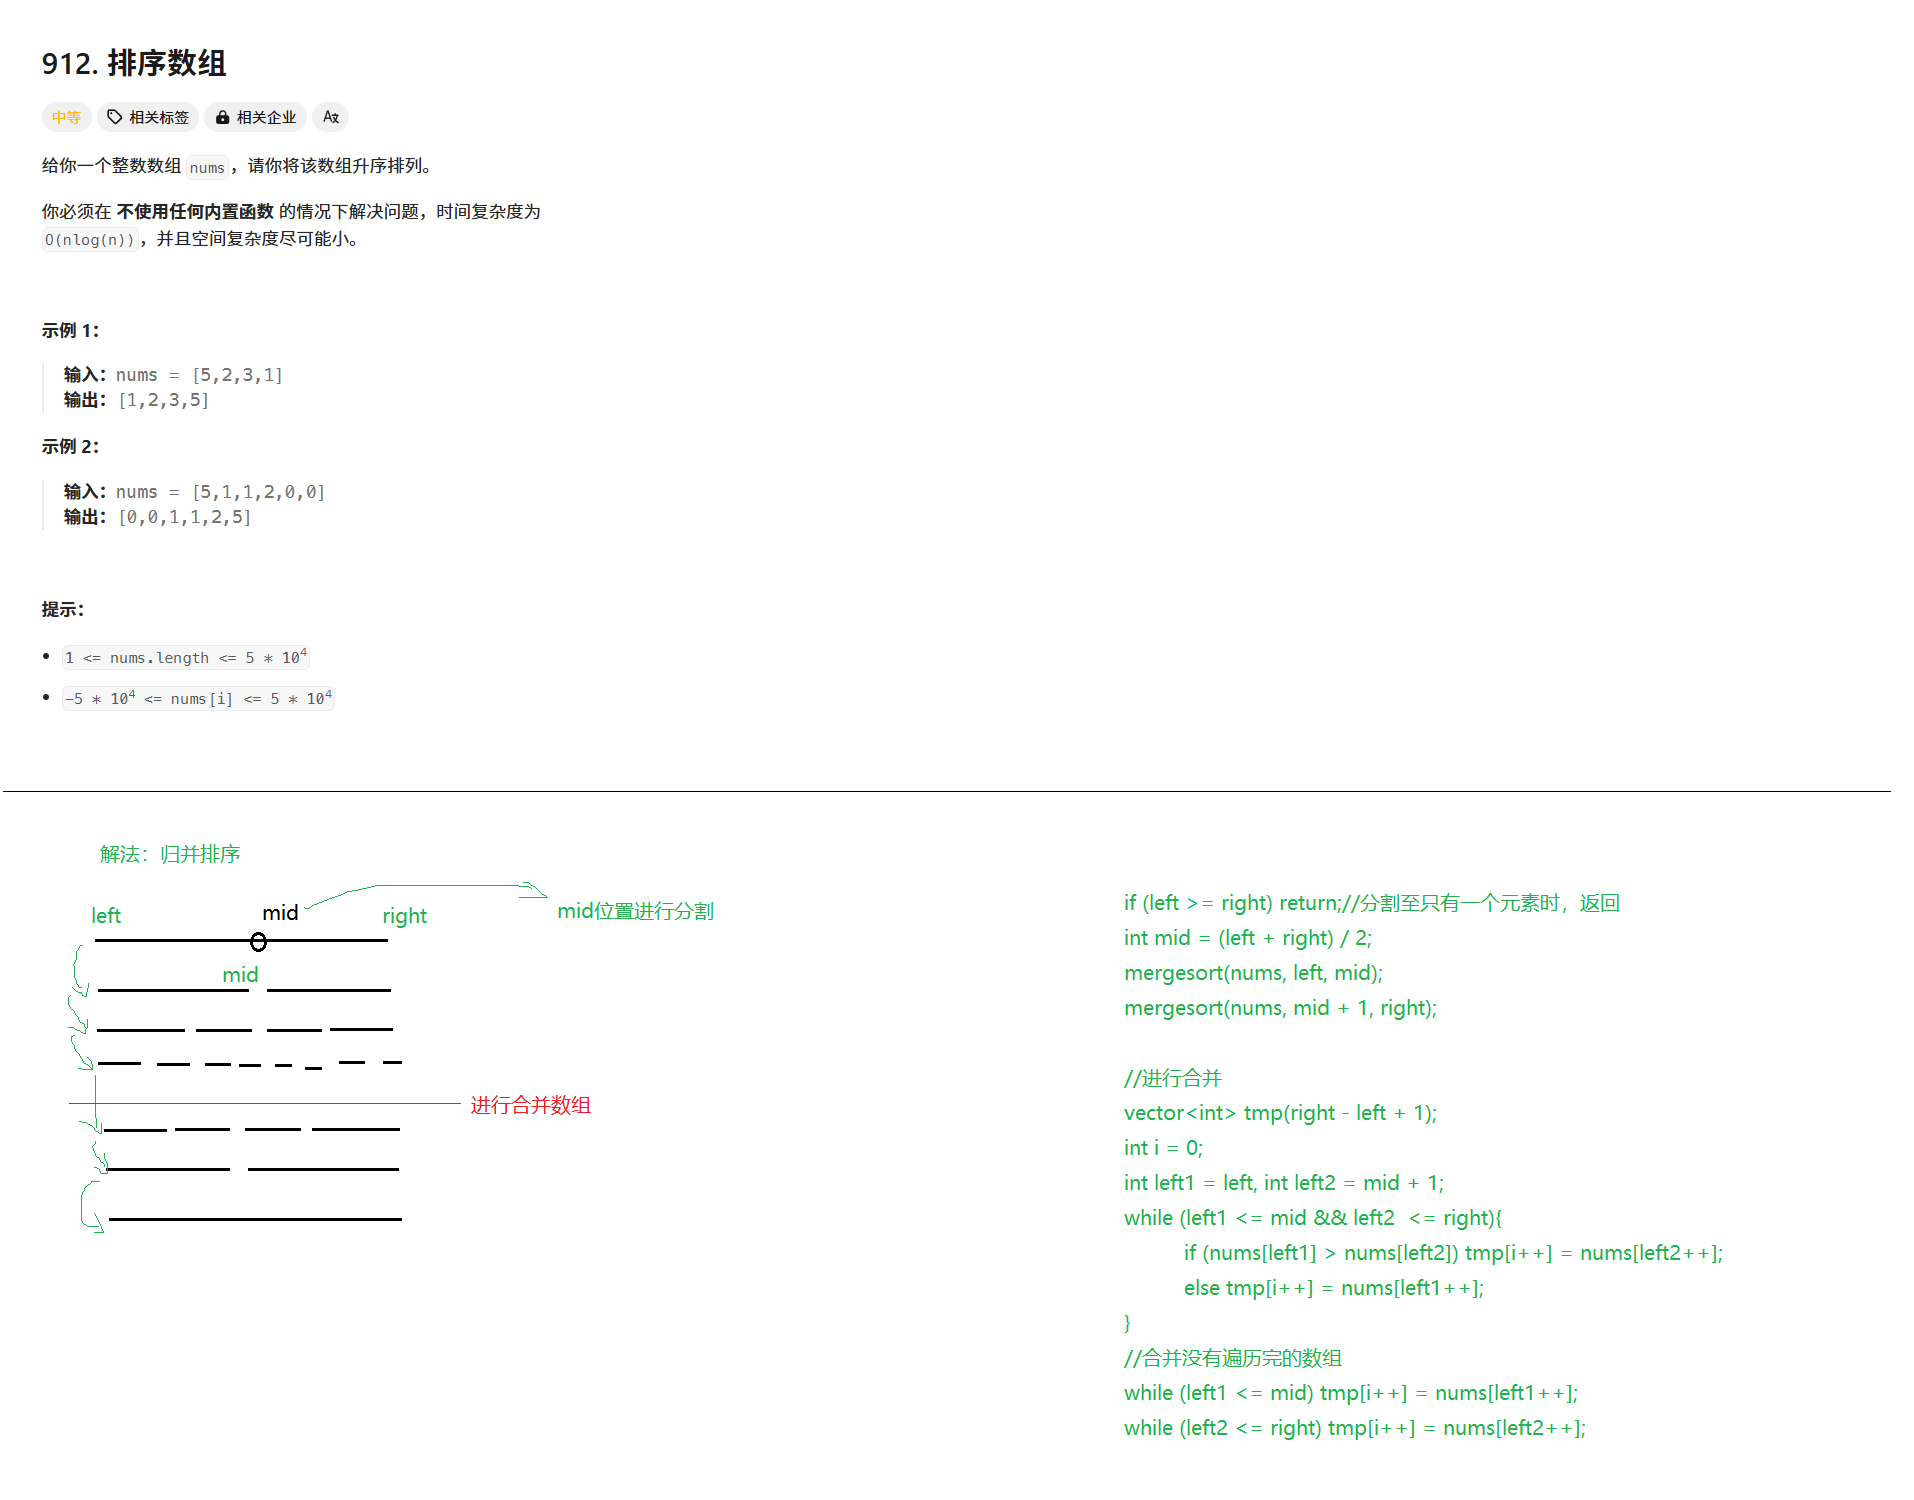 912. 排序数组
中等 相关标签 相关企业
给你一个整数数组 nums，请你将该数组升序排列。
你必须在 不使用任何内置函数 的情况下解决问题，时间复杂度为
O(nlog(n))，并且空间复杂度尽可能小。
示例 1：
输入：nums = [5,2,3,1]
输出：[1,2,3,5]
示例 2：
输入：nums = [5,1,1,2,0,0]
输出：[0,0,1,1,2,5]
提示：
1 <= nums.length <= 5 * 10⁴
-5 * 10⁴ <= nums[i] <= 5 * 10⁴
解法：归并排序
left mid right mid位置进行分割
mid
进行合并数组
if (left >= right) return;//分割至只有一个元素时，返回
int mid = (left + right) / 2;
mergesort(nums, left, mid);
mergesort(nums, mid + 1, right);
//进行合并
vector<int> tmp(right - left + 1);
int i = 0;
int left1 = left, int left2 = mid + 1;
while (left1 <= mid && left2 <= right){
if (nums[left1] > nums[left2]) tmp[i++] = nums[left2++];
else tmp[i++] = nums[left1++];
}
//合并没有遍历完的数组
while (left1 <= mid) tmp[i++] = nums[left1++];
while (left2 <= right) tmp[i++] = nums[left2++];